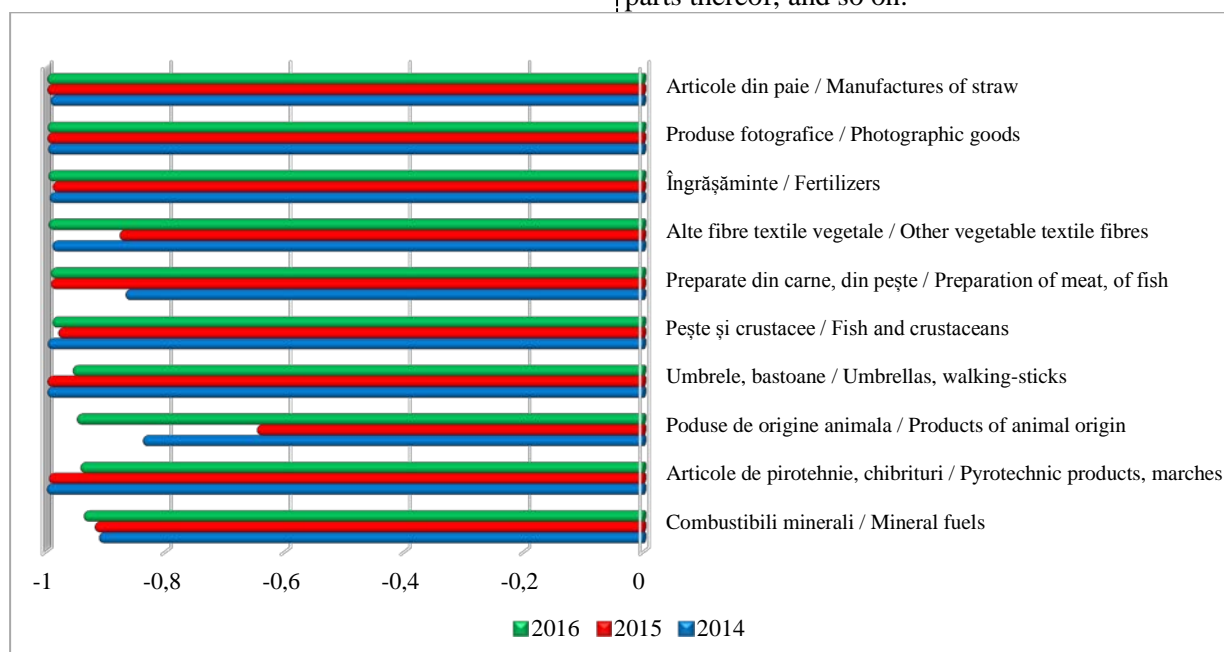 parts thereof, and so on.
Articole din paie / Manufactures of straw
Produse fotografice / Photographic goods
Îngrășăminte / Fertilizers
Alte fibre textile vegetale / Other vegetable textile fibres
Preparate din carne, din pește / Preparation of meat, of fish
Pește și crustacee / Fish and crustaceans
Umbrele, bastoane / Umbrellas, walking-sticks
Poduse de origine animala / Products of animal origin
Articole de pirotehnie, chibrituri / Pyrotechnic products, marches
Combustibili minerali / Mineral fuels
-1 -0,8 -0,6 -0,4 -0,2 0
2016 2015 2014